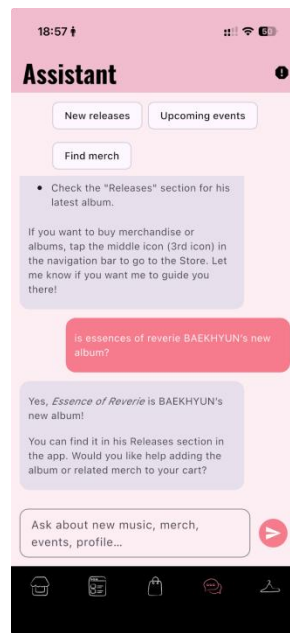 18:57
50
Assistant
New releases
Upcoming events
Find merch
• Check the "Releases" section for his
latest album.
If you want to buy merchandise or
albums, tap the middle icon (3rd icon) in
the navigation bar to go to the Store. Let
me know if you want me to guide you
there!
is essences of reverie BAEKHYUN's new
album?
Yes, Essence of Reverie is BAEKHYUN's
new album!
You can find it in his Releases section in
the app. Would you like help adding the
album or related merch to your cart?
Ask about new music, merch,
events, profile...